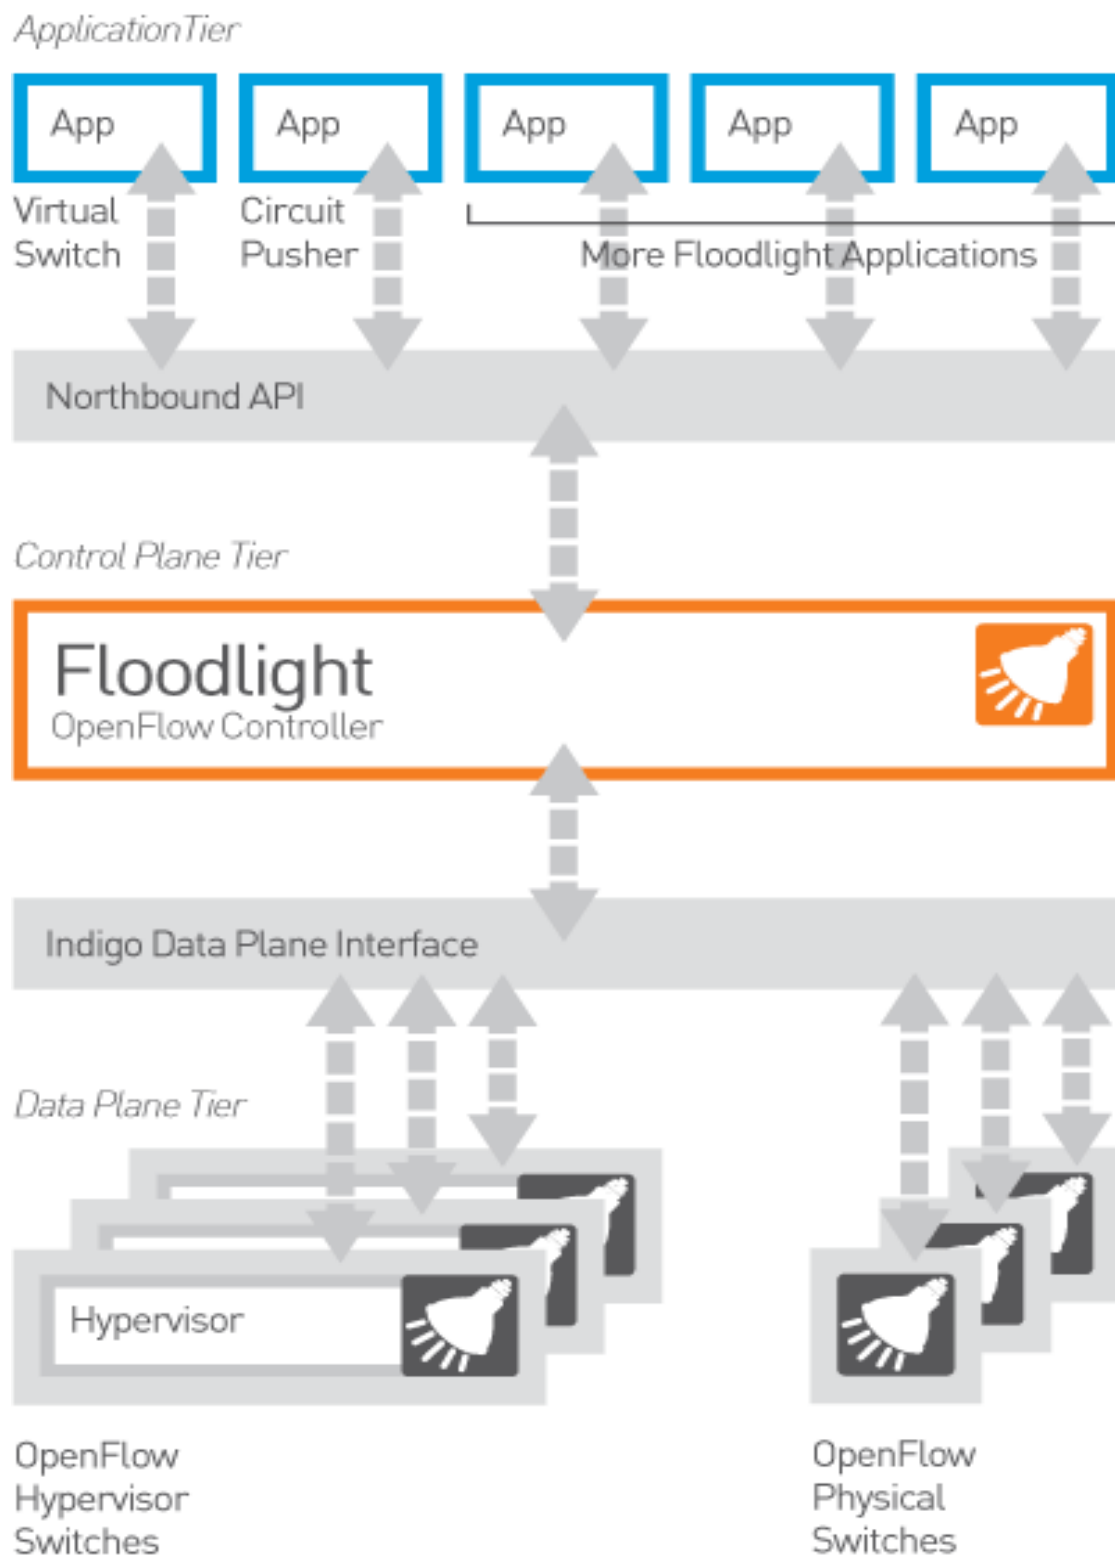 ApplicationTier
App App App App App
Virtual
Switch
Circuit
Pusher
More Floodlight Applications
Northbound API
Control Plane Tier
Floodlight
OpenFlow Controller
Indigo Data Plane Interface
Data Plane Tier
Hypervisor
OpenFlow
Hypervisor
Switches
OpenFlow
Physical
Switches